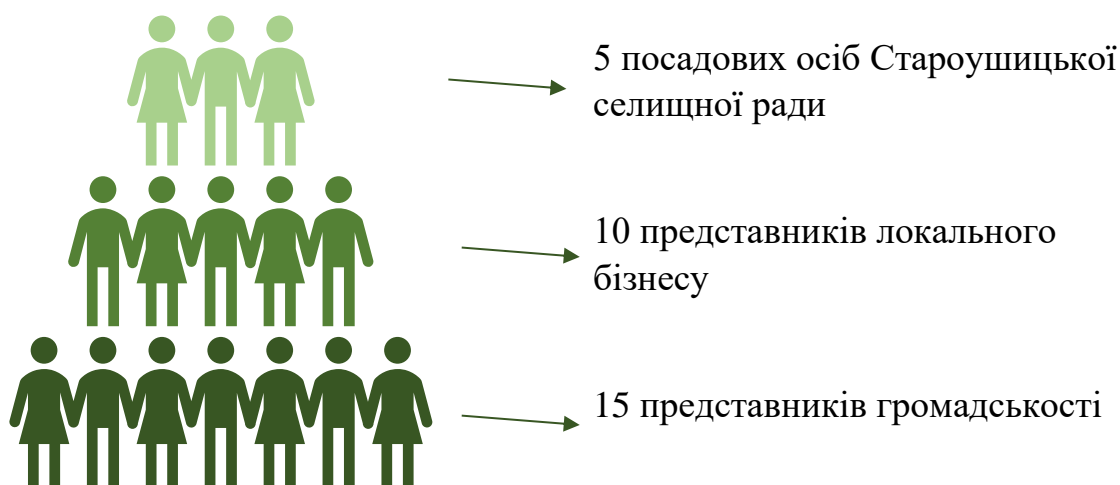 5 посадових осіб Староушицької
селищної ради
10 представників локального
бізнесу
15 представників громадськості